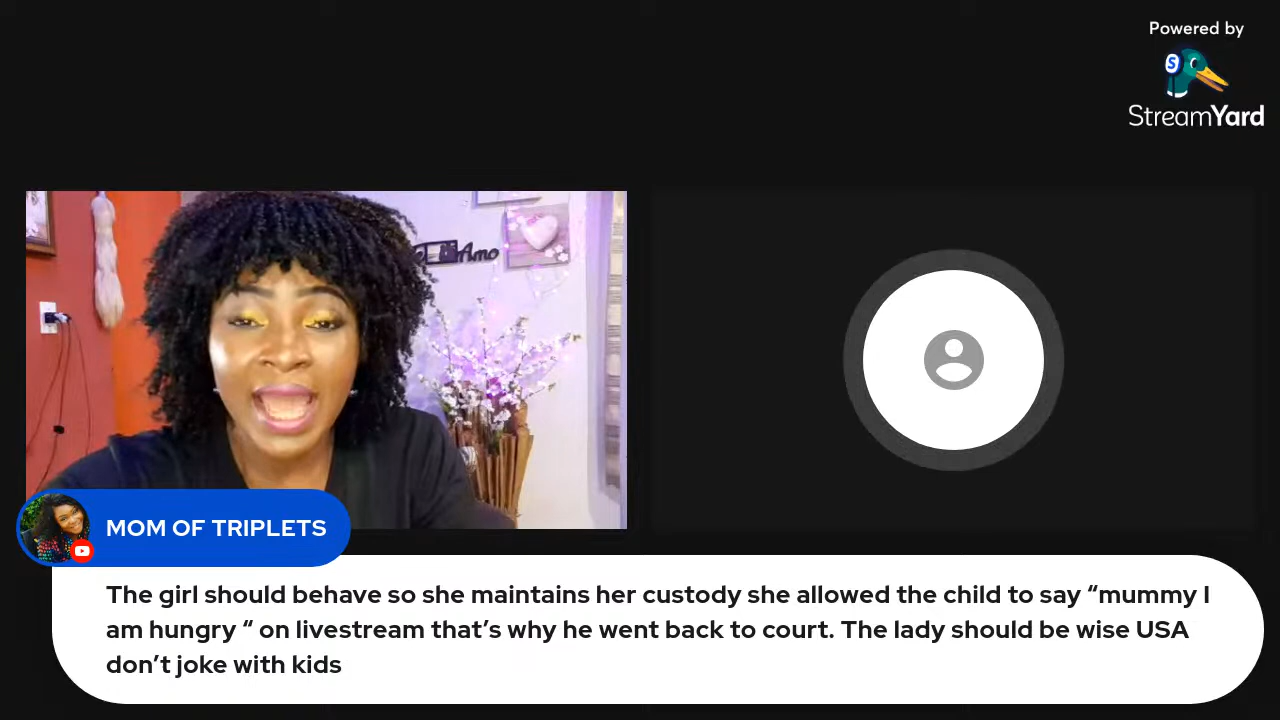 Powered by
StreamYard
Amo
MOM OF TRIPLETS
The girl should behave so she maintains her custody she allowed the child to say “mummy I
am hungry “ on livestream that’s why he went back to court. The lady should be wise USA
don’t joke with kids